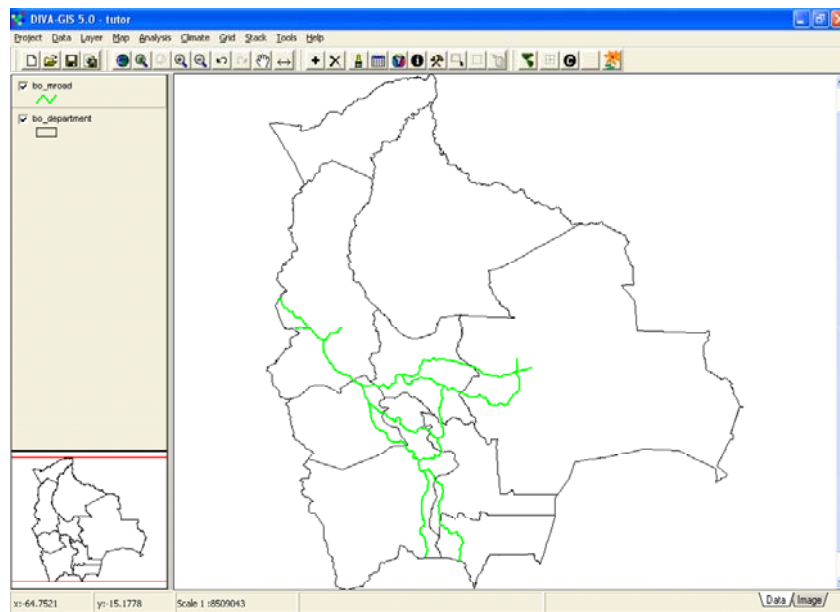 DIVA-GIS 5.0 - tutor
Project Data Layer Map Analysis Climate Grid Stack Tools Help
bo_mroad
bo_department
x:-64.7521 y:-15.1778 Scale 1 :8509043 Data Image